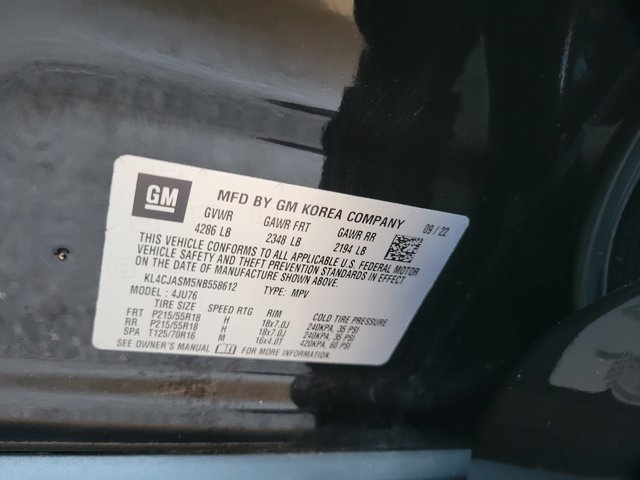 GM
MFD BY GM KOREA COMPANY
GVWR GAWR FRT GAWR RR 09/22
4286 LB 2348 LB 2194 LB
THIS VEHICLE CONFORMS TO ALL APPLICABLE U.S. FEDERAL MOTOR
VEHICLE SAFETY AND THEFT PREVENTION STANDARDS IN EFFECT
ON THE DATE OF MANUFACTURE SHOWN ABOVE.
KL4CJASM5NB558612 TYPE: MPV
MODEL: 4JU76
TIRE SIZE SPEED RTG RIM COLD TIRE PRESSURE
FRT P215/55R18 H 18x7.0J 240KPA, 35 PSI
RR P215/55R18 H 18x7.0J 240KPA, 35 PSI
SPA T125/70R16 M 16x4.0T 420KPA, 60 PSI
SEE OWNER'S MANUAL FOR MORE INFORMATION.